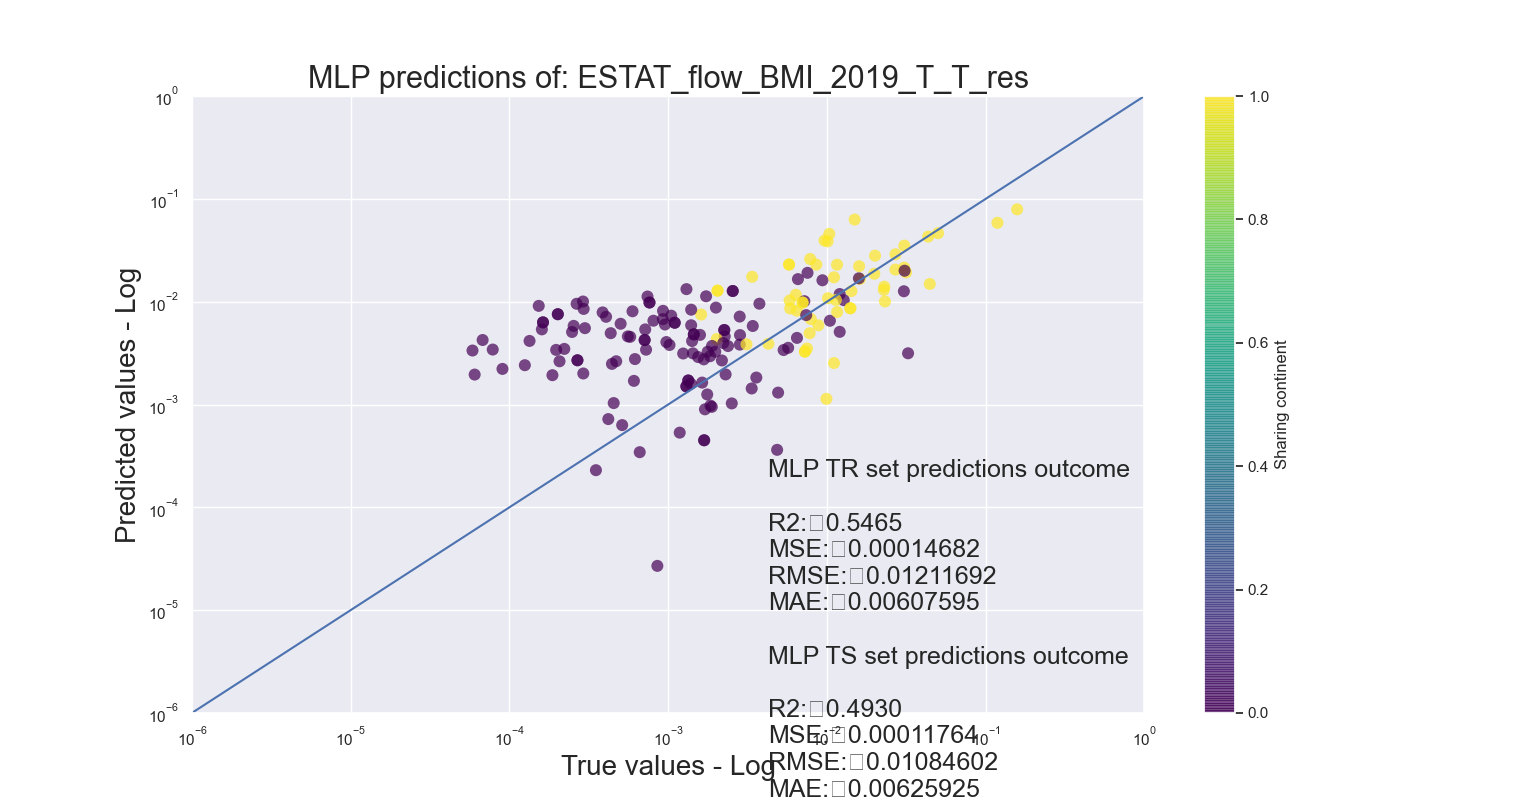 MLP predictions of: ESTAT_flow_BMI_2019_T_T_res
Predicted values - Log
10⁰
10⁻¹
10⁻²
10⁻³
10⁻⁴
10⁻⁵
10⁻⁶
10⁻⁶
10⁻⁵
10⁻⁴
10⁻³
10⁻²
10⁻¹
10⁰
True values - Log
MLP TR set predictions outcome
R2:□0.5465
MSE:□0.00014682
RMSE:□0.01211692
MAE:□0.00607595
MLP TS set predictions outcome
R2:□0.4930
MSE:□0.00011764
RMSE:□0.01084602
MAE:□0.00625925
1.0
0.8
0.6
0.4
0.2
0.0
Sharing continent